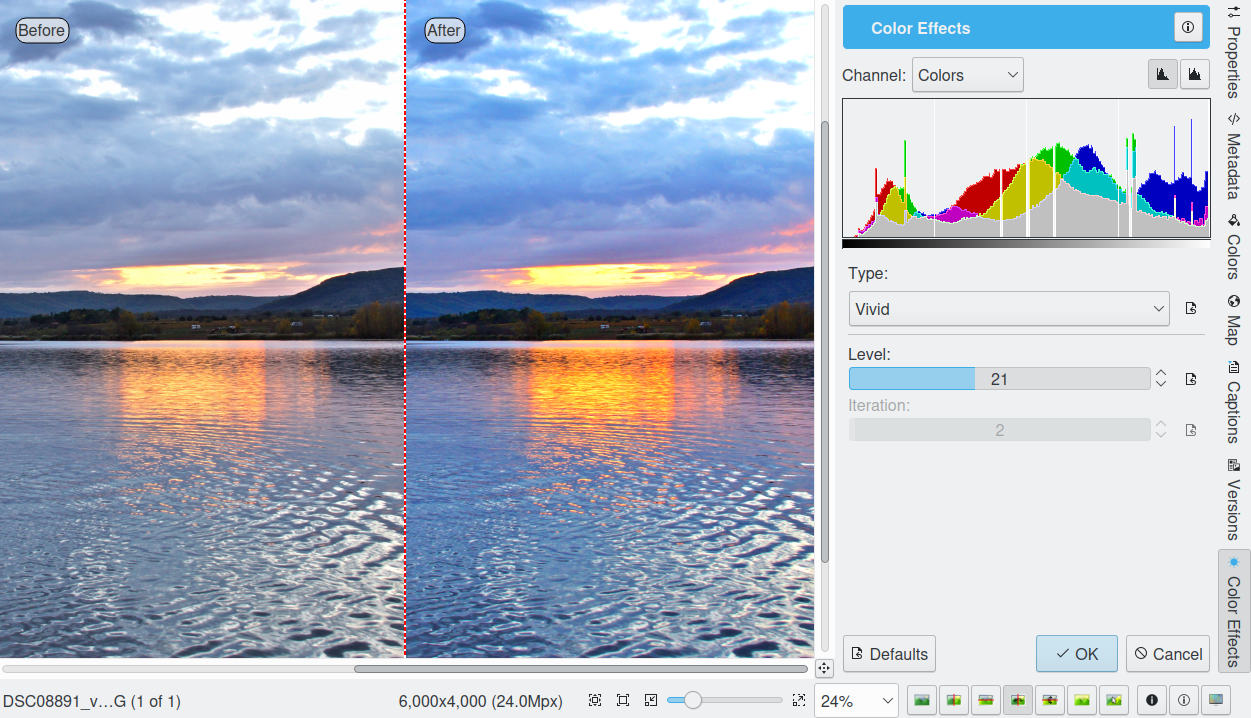 Before
After
Color Effects
Channel:
Colors
Type:
Vivid
Level:
21
Iteration:
2
Defaults
OK
Cancel
Properties
Metadata
Colors
Map
Captions
Versions
Color Effects
DSC08891_v…G (1 of 1)
6,000x4,000 (24.0Mpx)
24%